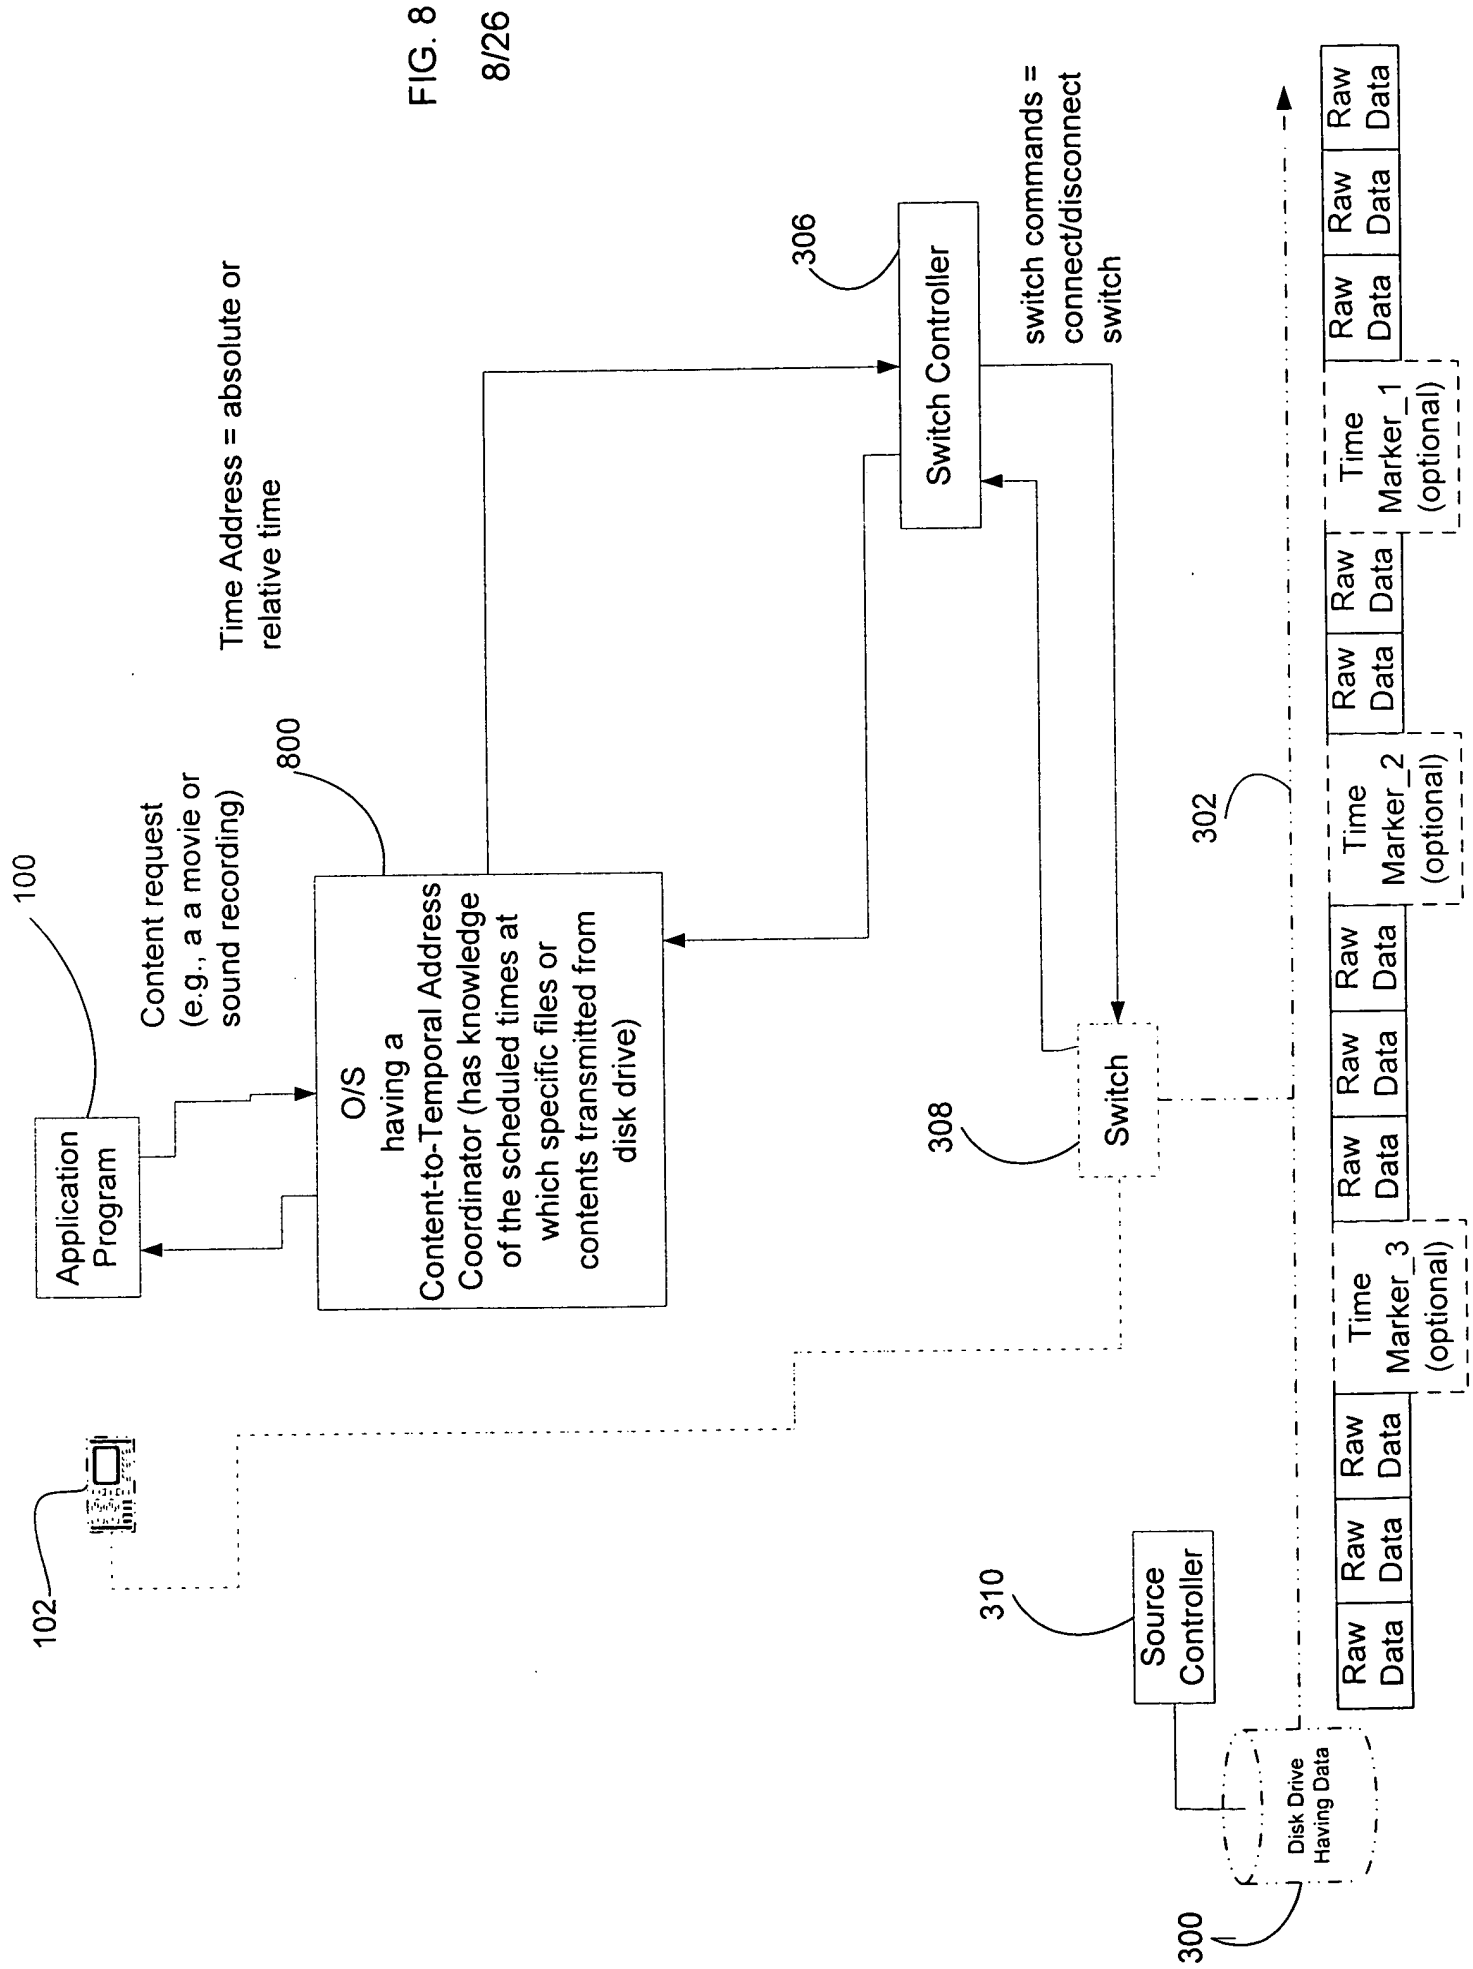 FIG. 8
8/26
102
100
Application
Program
Content request
(e.g., a a movie or
sound recording)
Time Address = absolute or
relative time
800
O/S
having a
Content-to-Temporal Address
Coordinator (has knowledge
of the scheduled times at
which specific files or
contents transmitted from
disk drive)
306
Switch Controller
switch commands =
connect/disconnect
switch
308
Switch
310
Source
Controller
302
300
Disk Drive
Having Data
Raw
Data
Raw
Data
Raw
Data
Time
Marker_3
(optional)
Raw
Data
Raw
Data
Raw
Data
Time
Marker_2
(optional)
Raw
Data
Raw
Data
Time
Marker_1
(optional)
Raw
Data
Raw
Data
Raw
Data